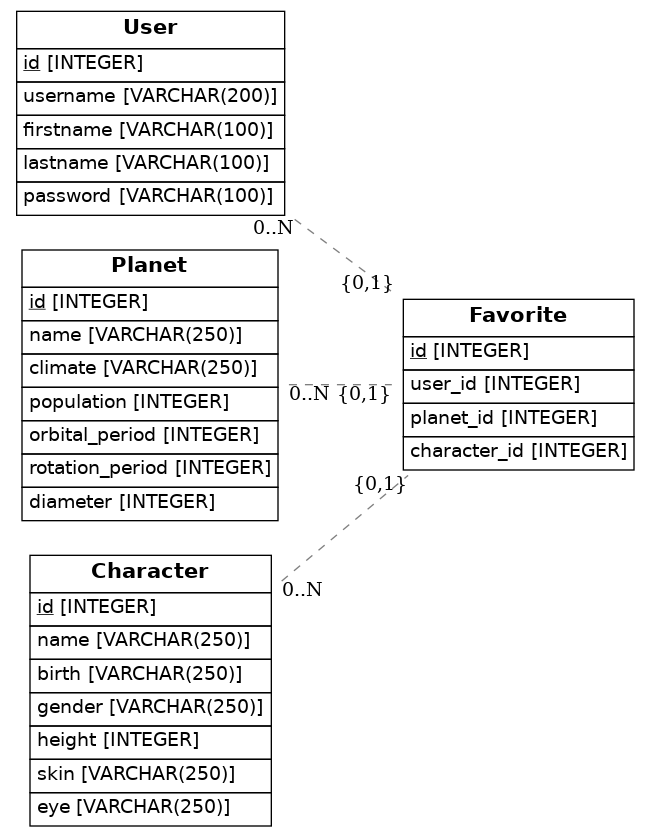 User
id [INTEGER]
username [VARCHAR(200)]
firstname [VARCHAR(100)]
lastname [VARCHAR(100)]
password [VARCHAR(100)]
0..N
{0,1}
Planet
id [INTEGER]
name [VARCHAR(250)]
climate [VARCHAR(250)]
population [INTEGER]
orbital_period [INTEGER]
rotation_period [INTEGER]
diameter [INTEGER]
0..N {0,1}
Favorite
id [INTEGER]
user_id [INTEGER]
planet_id [INTEGER]
character_id [INTEGER]
{0,1}
0..N
Character
id [INTEGER]
name [VARCHAR(250)]
birth [VARCHAR(250)]
gender [VARCHAR(250)]
height [INTEGER]
skin [VARCHAR(250)]
eye [VARCHAR(250)]